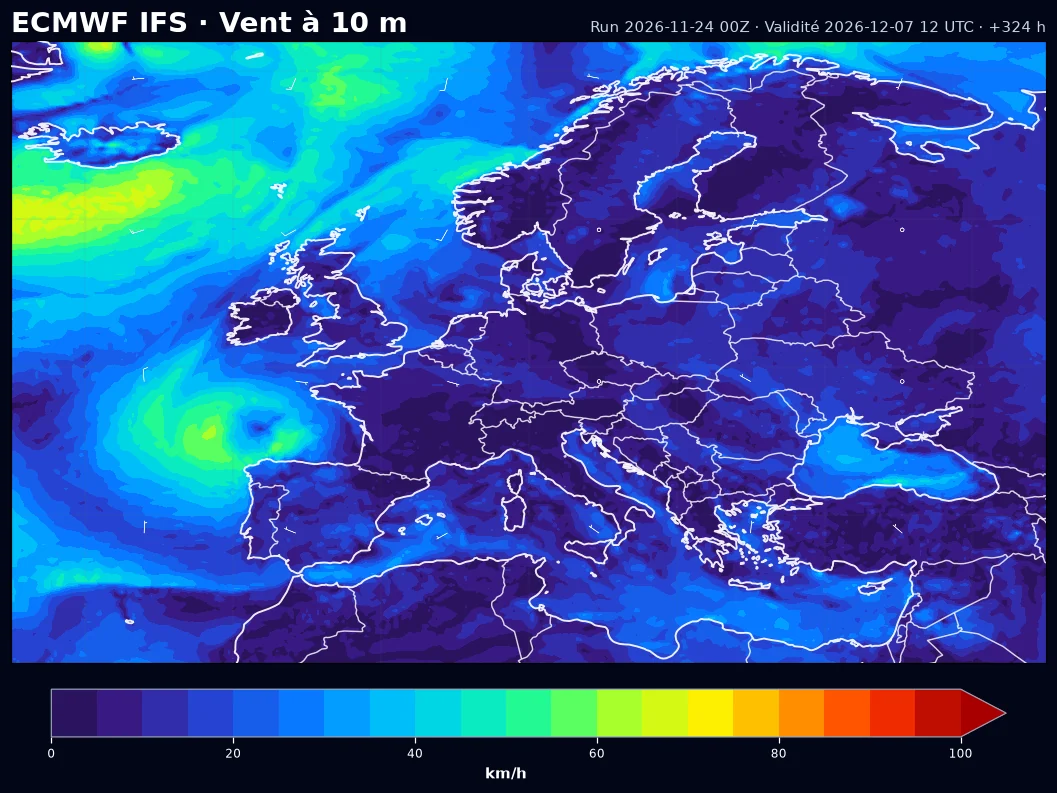 ECMWF IFS · Vent à 10 m
Run 2026-11-24 00Z · Validité 2026-12-07 12 UTC · +324 h
0 20 40 60 80 100
km/h